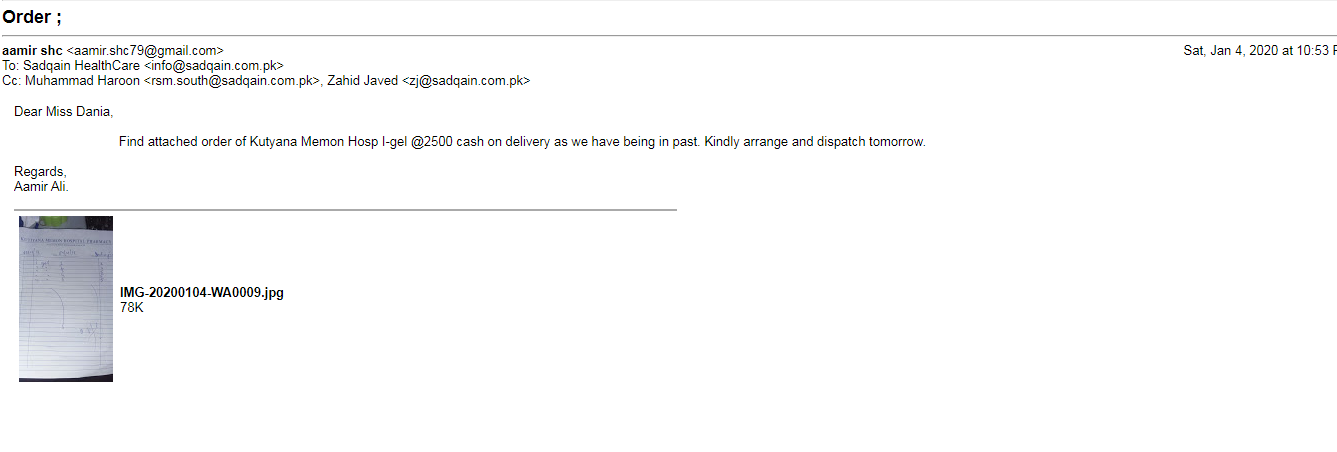 Order ;
aamir shc <aamir.shc79@gmail.com>
Sat, Jan 4, 2020 at 10:53
To: Sadqain HealthCare <info@sadqain.com.pk>
Cc: Muhammad Haroon <rsm.south@sadqain.com.pk>, Zahid Javed <zj@sadqain.com.pk>
Dear Miss Dania,
Find attached order of Kutyana Memon Hosp I-gel @2500 cash on delivery as we have being in past. Kindly arrange and dispatch tomorrow.
Regards,
Aamir Ali.
KUTIYANA MEMON HOSPITAL PHARMACY
IMG-20200104-WA0009.jpg
78K